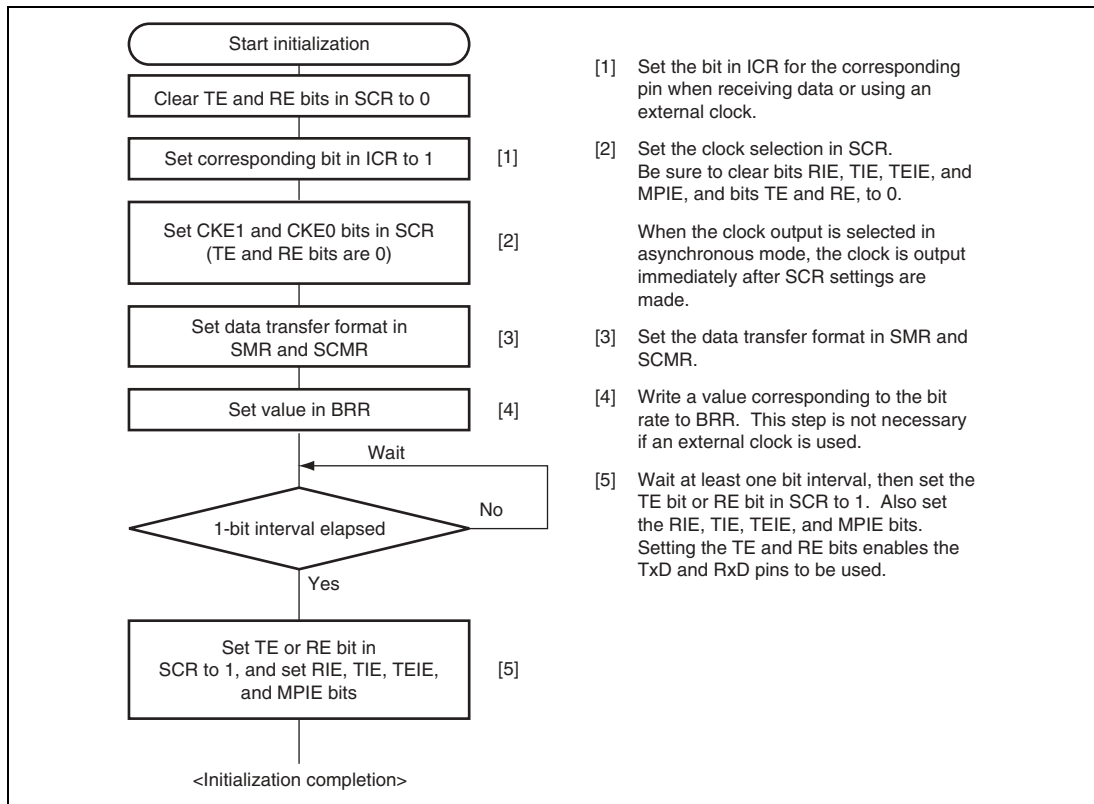 Start initialization
Clear TE and RE bits in SCR to 0
Set corresponding bit in ICR to 1
[1]
Set CKE1 and CKE0 bits in SCR
(TE and RE bits are 0)
[2]
Set data transfer format in
SMR and SCMR
[3]
Set value in BRR
[4]
Wait
No
1-bit interval elapsed
Yes
Set TE or RE bit in
SCR to 1, and set RIE, TIE, TEIE,
and MPIE bits
[5]
<Initialization completion>
[1] Set the bit in ICR for the corresponding
pin when receiving data or using an
external clock.
[2] Set the clock selection in SCR.
Be sure to clear bits RIE, TIE, TEIE, and
MPIE, and bits TE and RE, to 0.
When the clock output is selected in
asynchronous mode, the clock is output
immediately after SCR settings are
made.
[3] Set the data transfer format in SMR and
SCMR.
[4] Write a value corresponding to the bit
rate to BRR. This step is not necessary
if an external clock is used.
[5] Wait at least one bit interval, then set the
TE bit or RE bit in SCR to 1. Also set
the RIE, TIE, TEIE, and MPIE bits.
Setting the TE and RE bits enables the
TxD and RxD pins to be used.